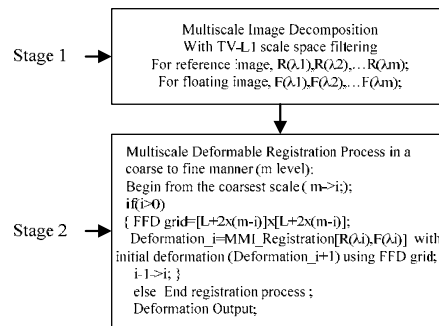 Stage 1
Multiscale Image Decomposition
With TV-L1 scale space filtering
For reference image, R(λ1),R(λ2),…R(λm);
For floating image, F(λ1),F(λ2),…F(λm);
Stage 2
Multiscale Deformable Registration Process in a
coarse to fine manner (m level):
Begin from the coarsest scale ( m->i;);
if(i>0)
{ FFD grid=[L+2x(m-i)]x[L+2x(m-i)];
Deformation_i=MMI_Registration[R(λi),F(λi)] with
initial deformation (Deformation_i+1) using FFD grid;
i-1->i; }
else End registration process ;
Deformation Output;